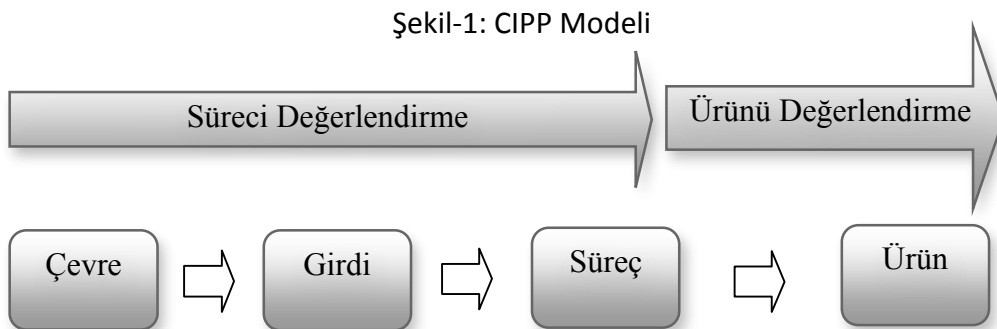 Şekil-1: CIPP Modeli
Süreci Değerlendirme
Ürünü Değerlendirme
Çevre
Girdi
Süreç
Ürün